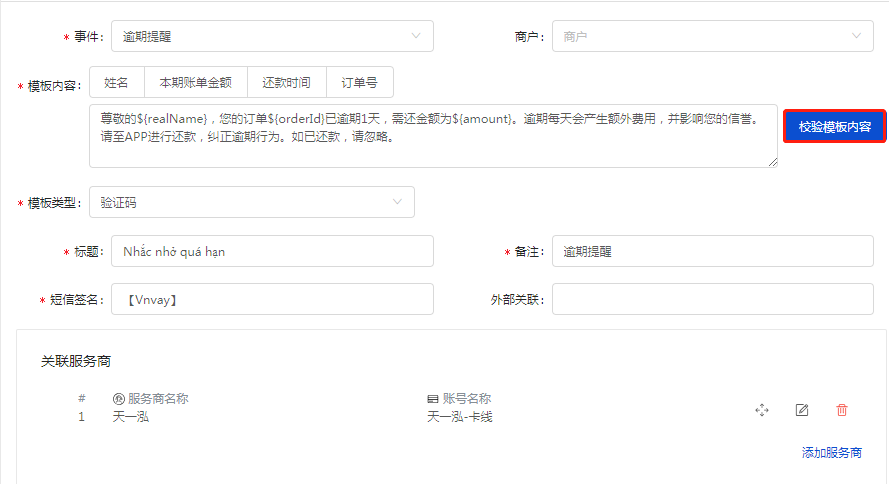 * 事件: 逾期提醒 商户: 商户
* 模板内容: 姓名 本期账单金额 还款时间 订单号
尊敬的${realName}，您的订单${orderId}已逾期1天，需还金额为${amount}。逾期每天会产生额外费用，并影响您的信誉。
请至APP进行还款，纠正逾期行为。如已还款，请忽略。
校验模板内容
* 模板类型: 验证码
* 标题: Nhắc nhở quá hạn * 备注: 逾期提醒
* 短信签名: 【Vnvay】 外部关联:
关联服务商
# 服务商名称 账号名称
1 天一泓 天一泓-卡线
添加服务商